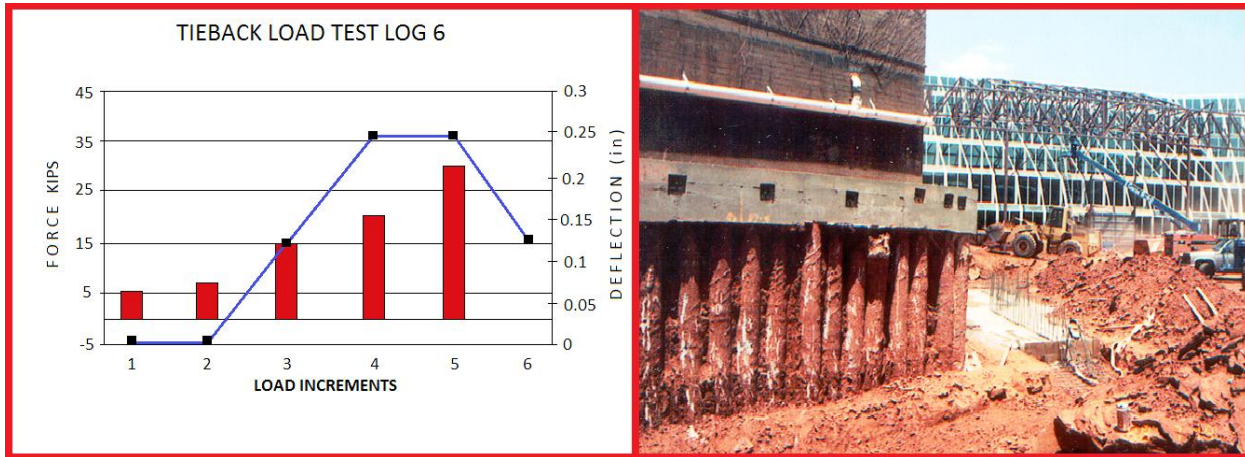 TIEBACK LOAD TEST LOG 6
45
35
25
15
5
-5
FORCE KIPS
0.3
0.25
0.2
0.15
0.1
0.05
0
DEFLECTION (in)
1 2 3 4 5 6
LOAD INCREMENTS